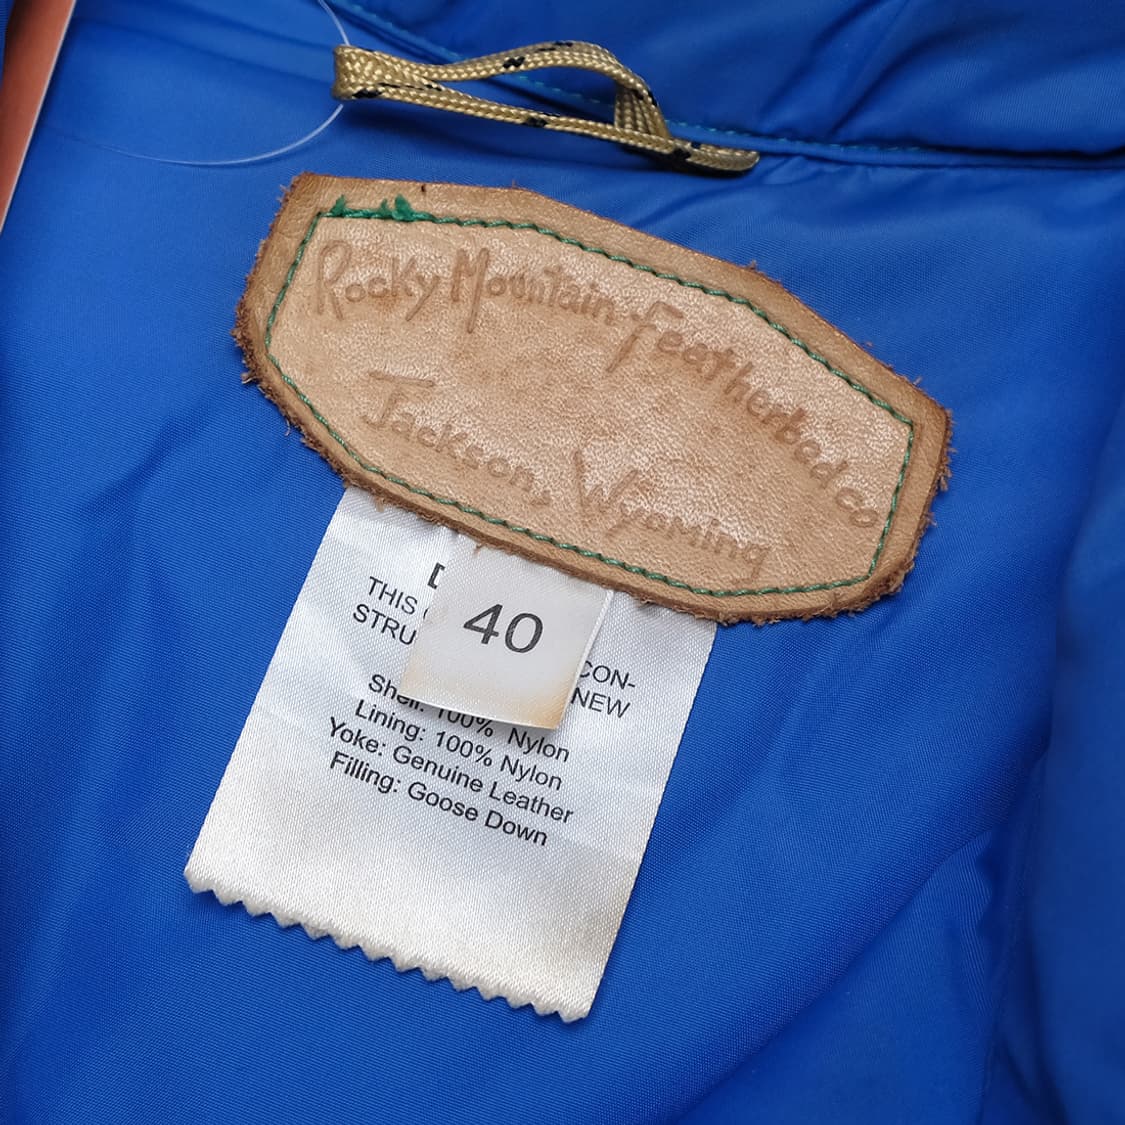 Rocky Mountain Featherbed co
Jackson, Wyoming
40
THIS CON-
STRU NEW
Shell: 100% Nylon
Lining: 100% Nylon
Yoke: Genuine Leather
Filling: Goose Down